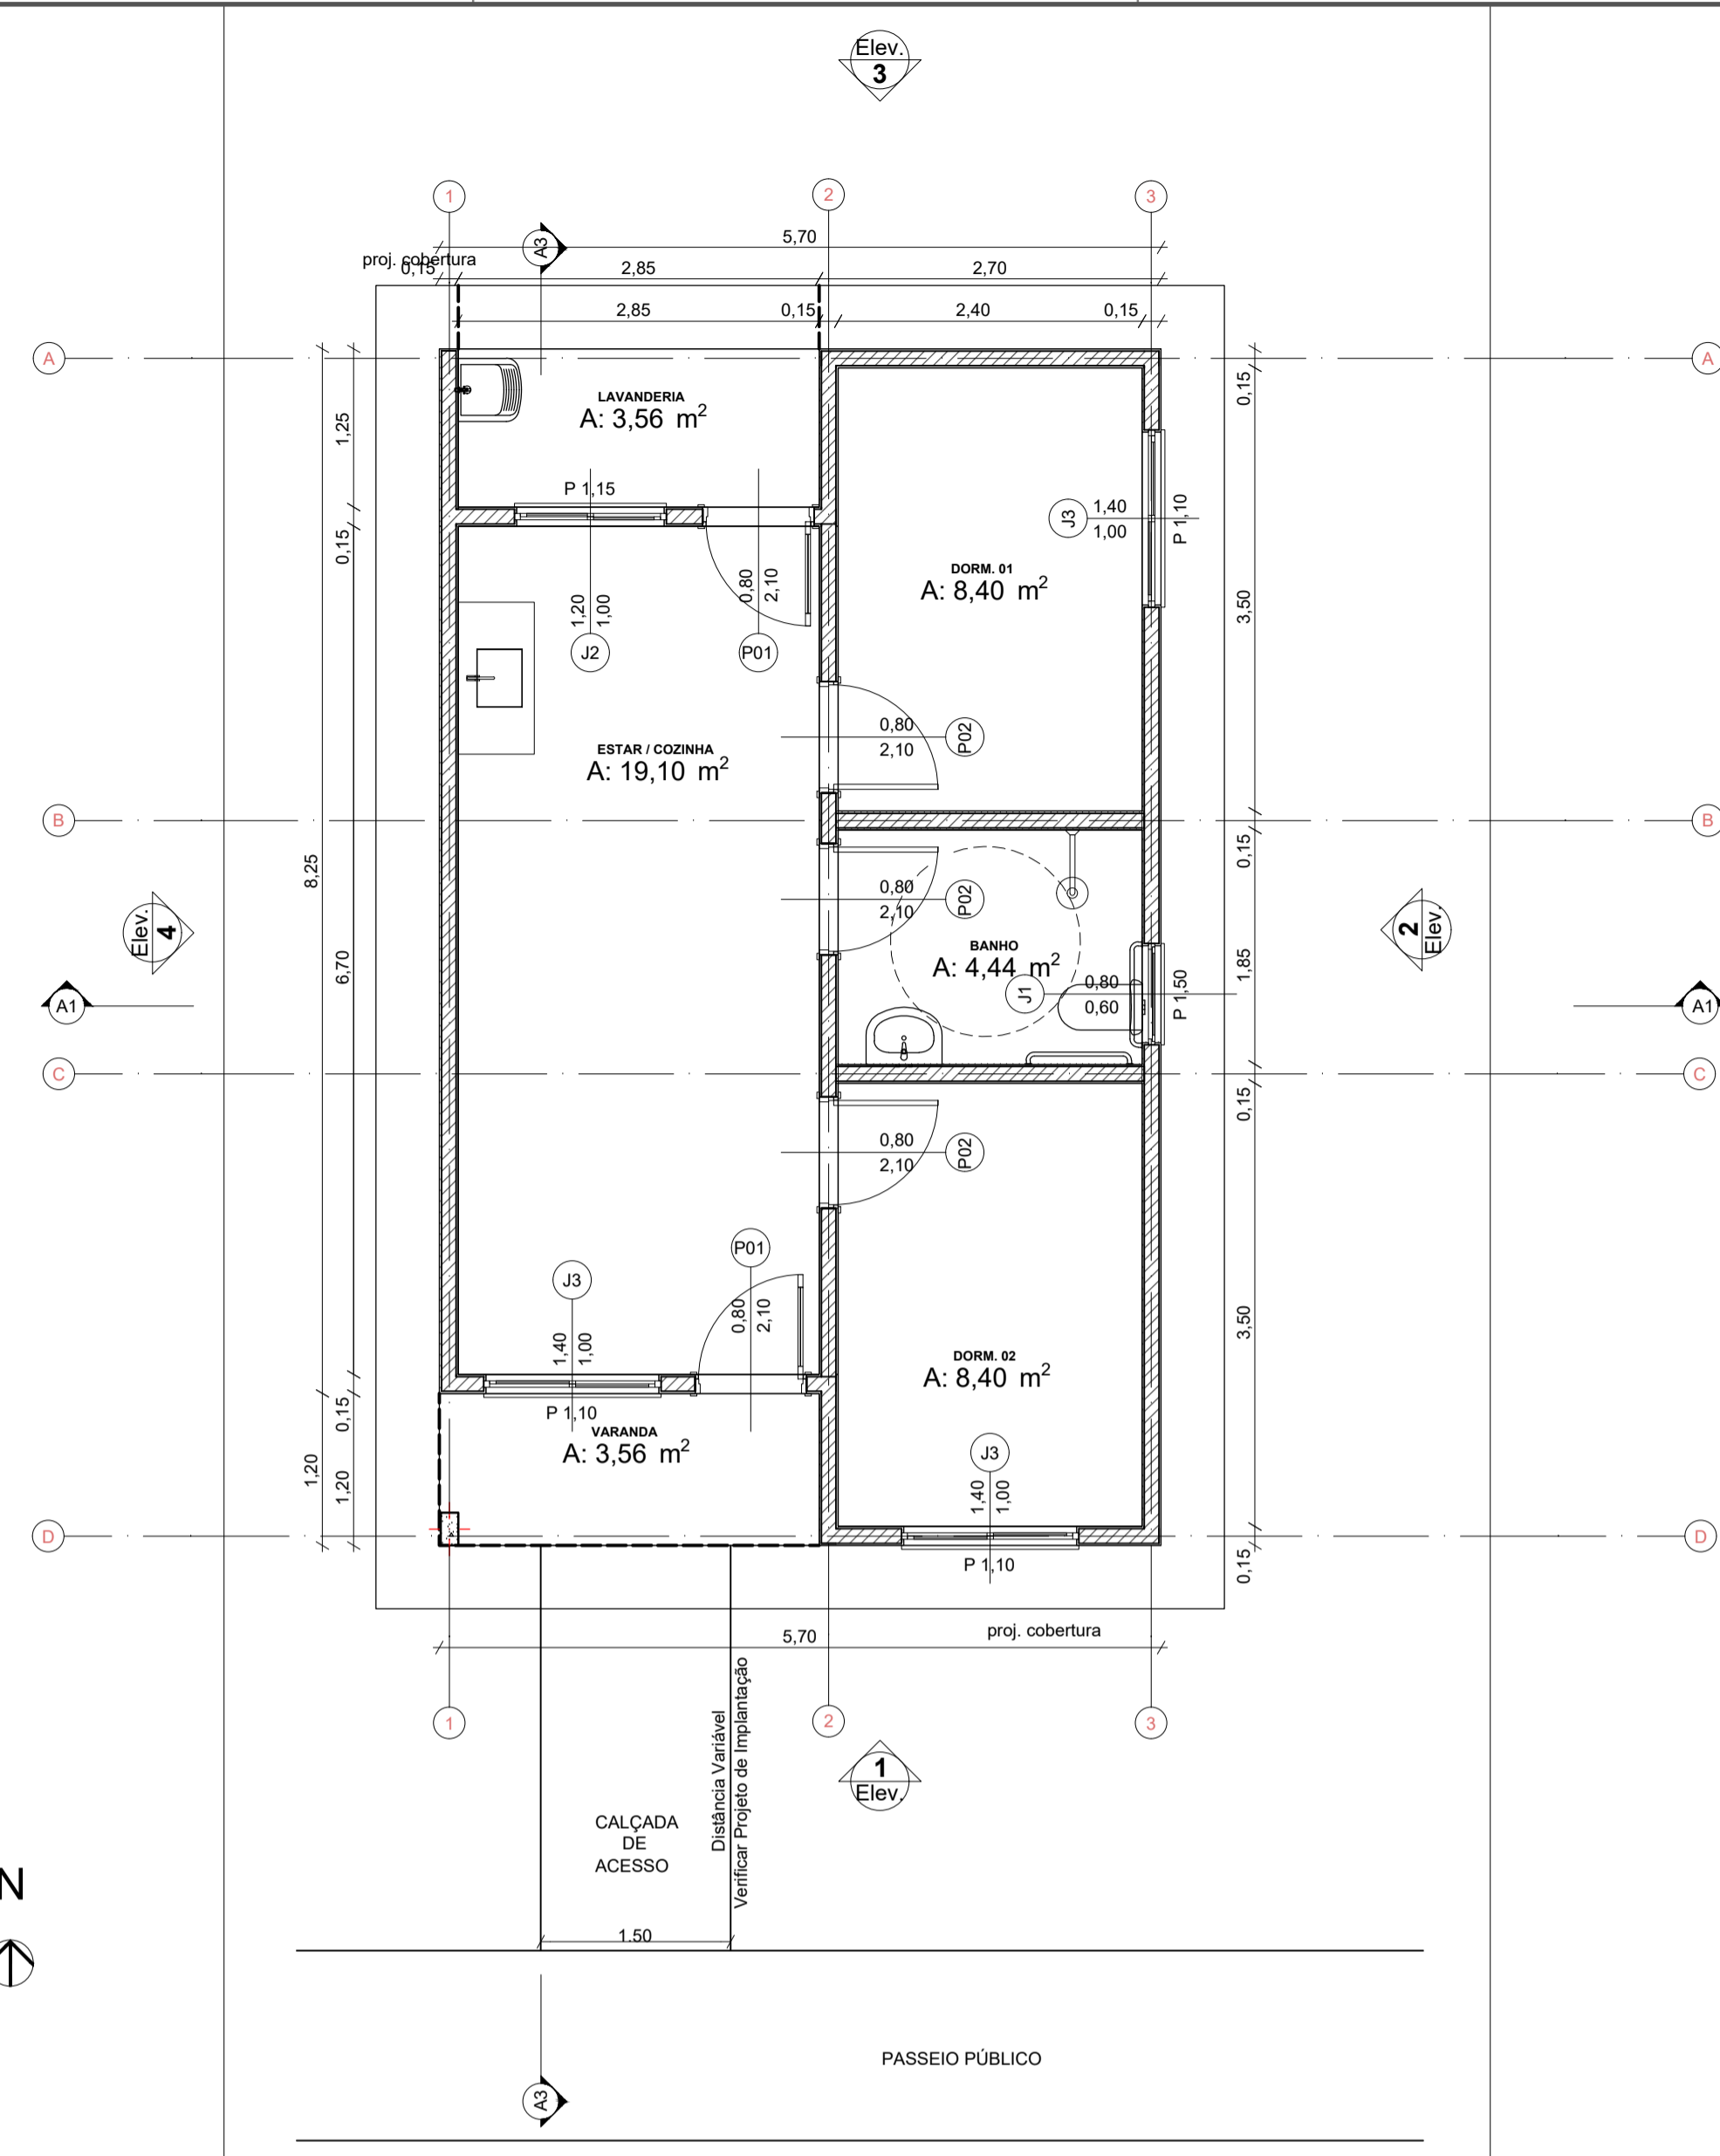 Elev.
3
1
2
3
5,70
A3
proj. cobertura
0,15
2,85
2,70
2,85
0,15
2,40
0,15
A
A
LAVANDERIA
A: 3,56 m²
0,15
1,25
P 1,15
J3
1,40
1,00
P 1,10
0,15
DORM. 01
A: 8,40 m²
0,80
2,10
1,20
1,00
3,50
J2
P01
0,80
2,10
P02
ESTAR / COZINHA
A: 19,10 m²
B
B
8,25
0,15
0,80
2,10
P02
Elev.
4
2
Elev.
BANHO
A: 4,44 m²
6,70
1,85
J1
0,80
0,60
P 1,50
A1
A1
C
C
0,15
0,80
2,10
P02
P01
J3
0,80
2,10
1,40
1,00
3,50
DORM. 02
A: 8,40 m²
P 1,10
0,15
VARANDA
A: 3,56 m²
J3
1,20
1,20
1,40
1,00
D
D
P 1,10
0,15
proj. cobertura
5,70
1
2
3
Distância Variável
Verificar Projeto de Implantação
1
Elev.
CALÇADA
DE
ACESSO
N
1.50
PASSEIO PÚBLICO
A3